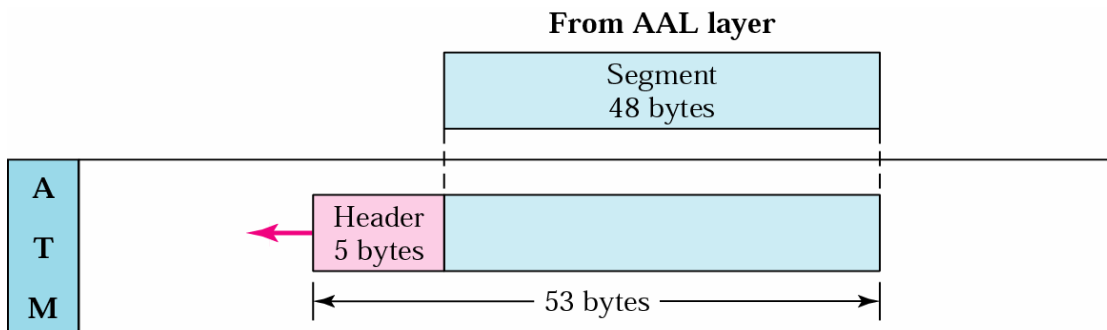 From AAL layer
Segment
48 bytes
A
T
M
Header
5 bytes
53 bytes